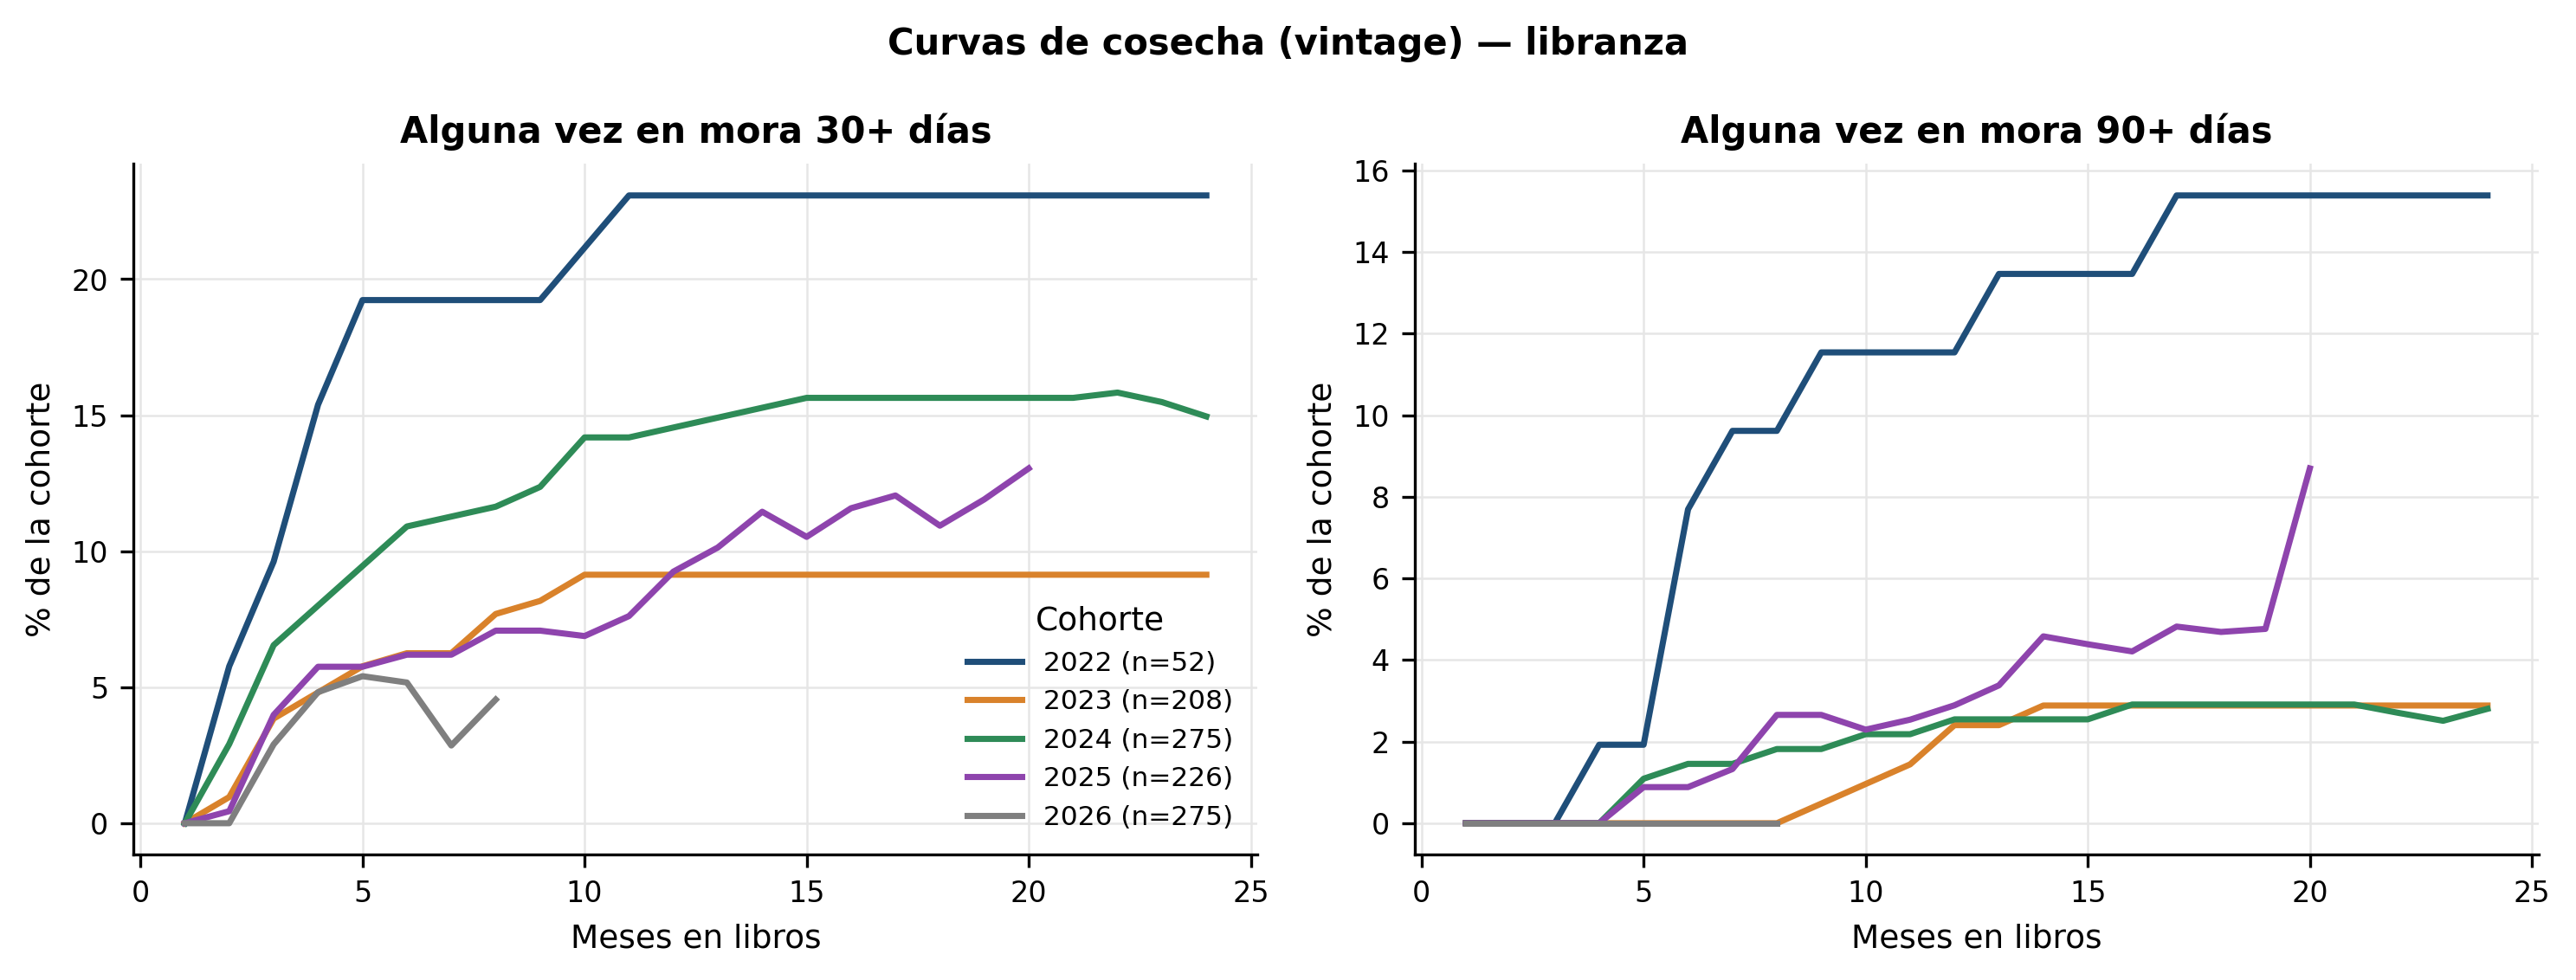 Curvas de cosecha (vintage) — libranza
Alguna vez en mora 30+ días
% de la cohorte
20
15
10
5
0
0 5 10 15 20 25
Meses en libros
Cohorte
2022 (n=52)
2023 (n=208)
2024 (n=275)
2025 (n=226)
2026 (n=275)
Alguna vez en mora 90+ días
% de la cohorte
16
14
12
10
8
6
4
2
0
0 5 10 15 20 25
Meses en libros